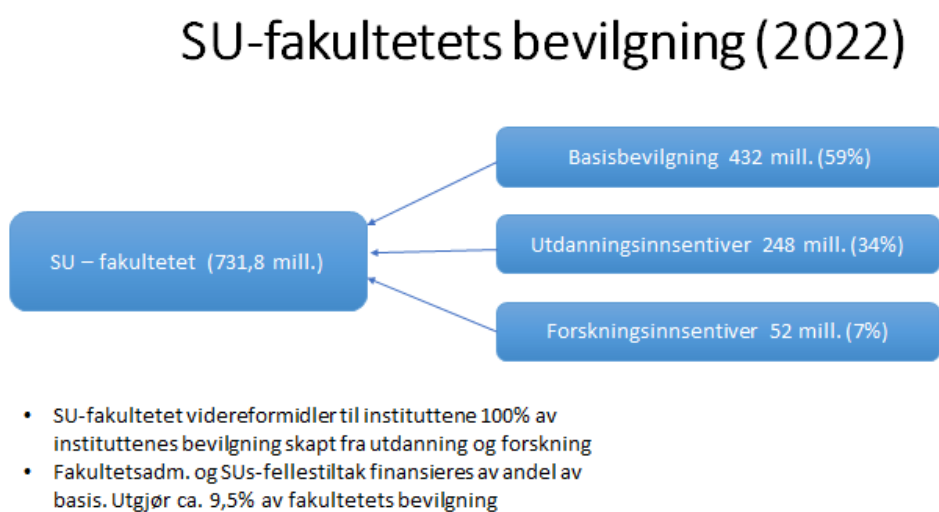 SU-fakultetets bevilgning (2022)
Basisbevilgning 432 mill. (59%)
SU – fakultetet (731,8 mill.)
Utdanningsinnsentiver 248 mill. (34%)
Forskningsinnsentiver 52 mill. (7%)
• SU-fakultetet videreformidler til instituttene 100% av
instituttenes bevilgning skapt fra utdanning og forskning
• Fakultetsadm. og SUs-fellestiltak finansieres av andel av
basis. Utgjør ca. 9,5% av fakultetets bevilgning